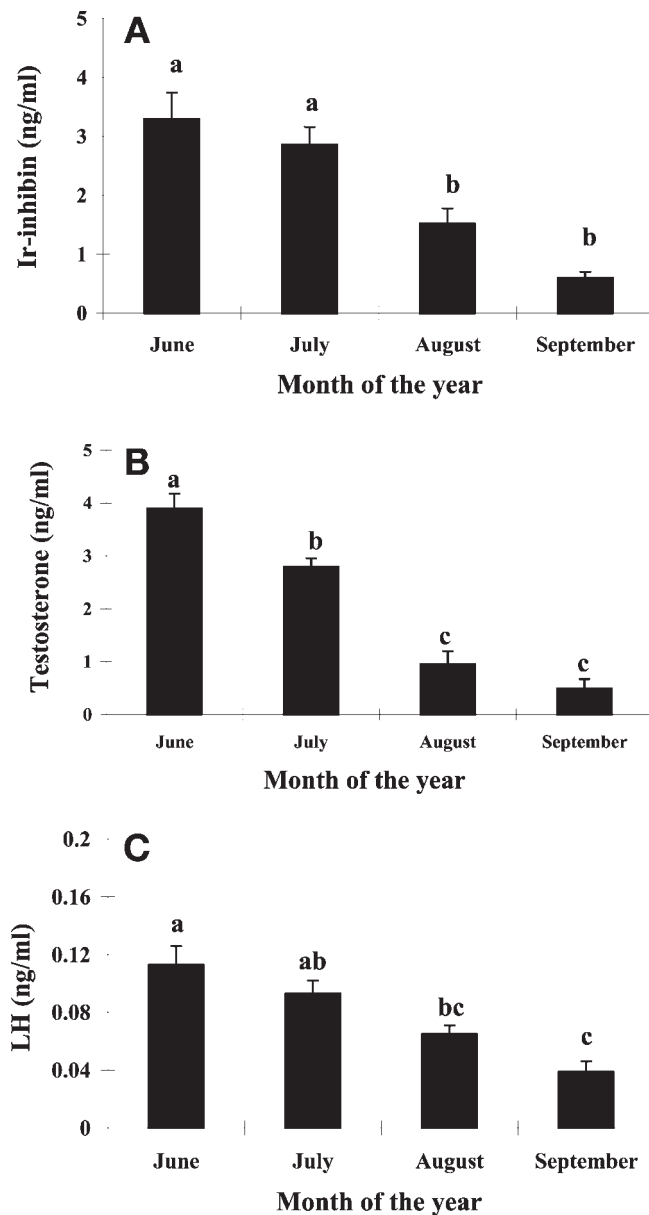 A
Ir-inhibin (ng/ml)
5
4
3
2
1
0
a
a
b
b
June July August September
Month of the year
B
Testosterone (ng/ml)
5
4
3
2
1
0
a
b
c
c
June July August September
Month of the year
C
LH (ng/ml)
0.2
0.16
0.12
0.08
0.04
0
a
ab
bc
c
June July August September
Month of the year